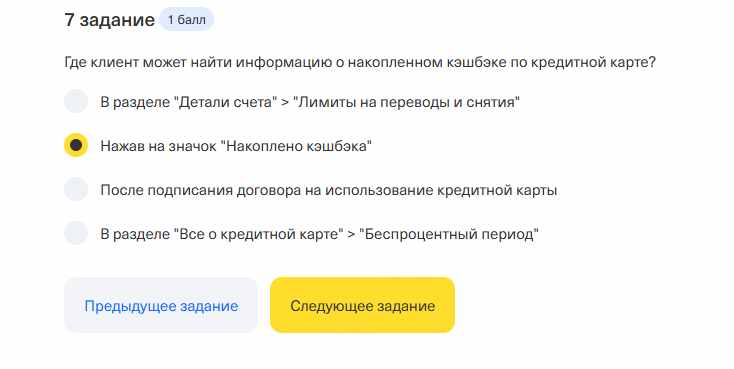 7 задание 1 балл
Где клиент может найти информацию о накопленном кэшбэке по кредитной карте?
В разделе "Детали счета" > "Лимиты на переводы и снятия"
Нажав на значок "Накоплено кэшбэка"
После подписания договора на использование кредитной карты
В разделе "Все о кредитной карте" > "Беспроцентный период"
Предыдущее задание Следующее задание